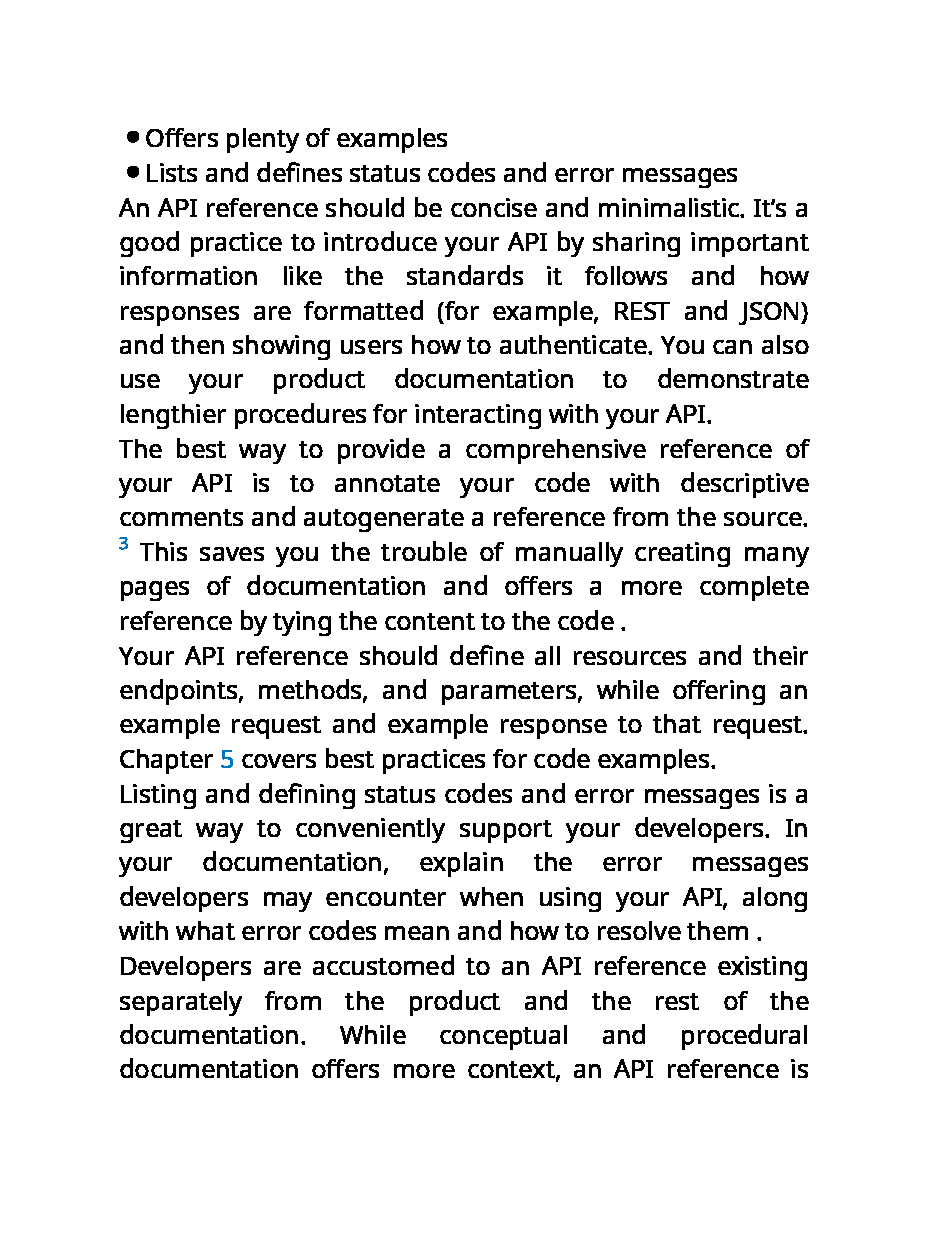 ● Offers plenty of examples
● Lists and defines status codes and error messages
An API reference should be concise and minimalistic. It’s a
good practice to introduce your API by sharing important
information like the standards it follows and how
responses are formatted (for example, REST and JSON)
and then showing users how to authenticate. You can also
use your product documentation to demonstrate
lengthier procedures for interacting with your API.
The best way to provide a comprehensive reference of
your API is to annotate your code with descriptive
comments and autogenerate a reference from the source.
3 This saves you the trouble of manually creating many
pages of documentation and offers a more complete
reference by tying the content to the code .
Your API reference should define all resources and their
endpoints, methods, and parameters, while offering an
example request and example response to that request.
Chapter 5 covers best practices for code examples.
Listing and defining status codes and error messages is a
great way to conveniently support your developers. In
your documentation, explain the error messages
developers may encounter when using your API, along
with what error codes mean and how to resolve them .
Developers are accustomed to an API reference existing
separately from the product and the rest of the
documentation. While conceptual and procedural
documentation offers more context, an API reference is